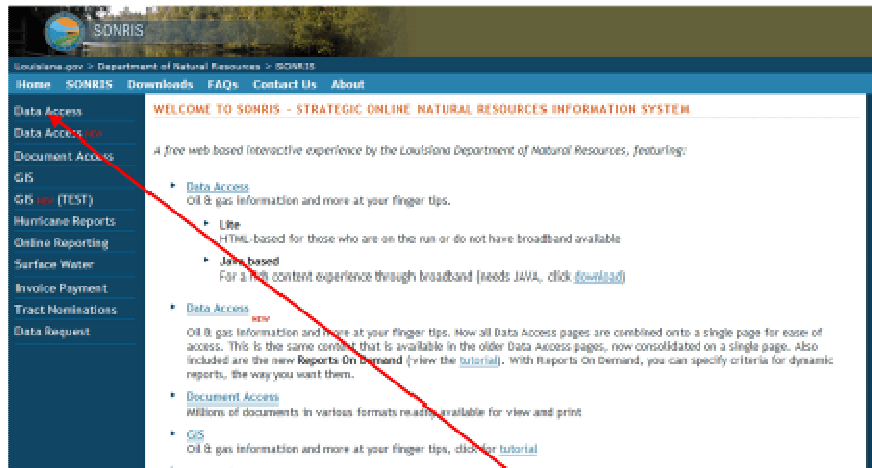 SONRIS
Louisiana.gov > Department of Natural Resources > SONRIS
Home SONRIS Downloads FAQs Contact Us About
Data Access
Data Access NEW
Document Access
GIS
GIS NEW (TEST)
Hurricane Reports
Online Reporting
Surface Water
Invoice Payment
Tract Nominations
Data Request
WELCOME TO SONRIS - STRATEGIC ONLINE NATURAL RESOURCES INFORMATION SYSTEM
A free web based interactive experience by the Louisiana Department of Natural Resources, featuring:
Data Access
Oil & gas information and more at your finger tips.
Lite
HTML-based for those who are on the run or do not have broadband available
Java based
For a rich content experience through broadband (needs JAVA, click download)
Data Access
NEW
Oil & gas information and more at your finger tips. Now all Data Access pages are combined onto a single page for ease of
access. This is the same content that is available in the older Data Access pages, now consolidated on a single page. Also
included are the new Reports On Demand (view the tutorial). With Reports On Demand, you can specify criteria for dynamic
reports, the way you want them.
Document Access
Millions of documents in various formats readily available for view and print
GIS
Oil & gas information and more at your finger tips, click for tutorial